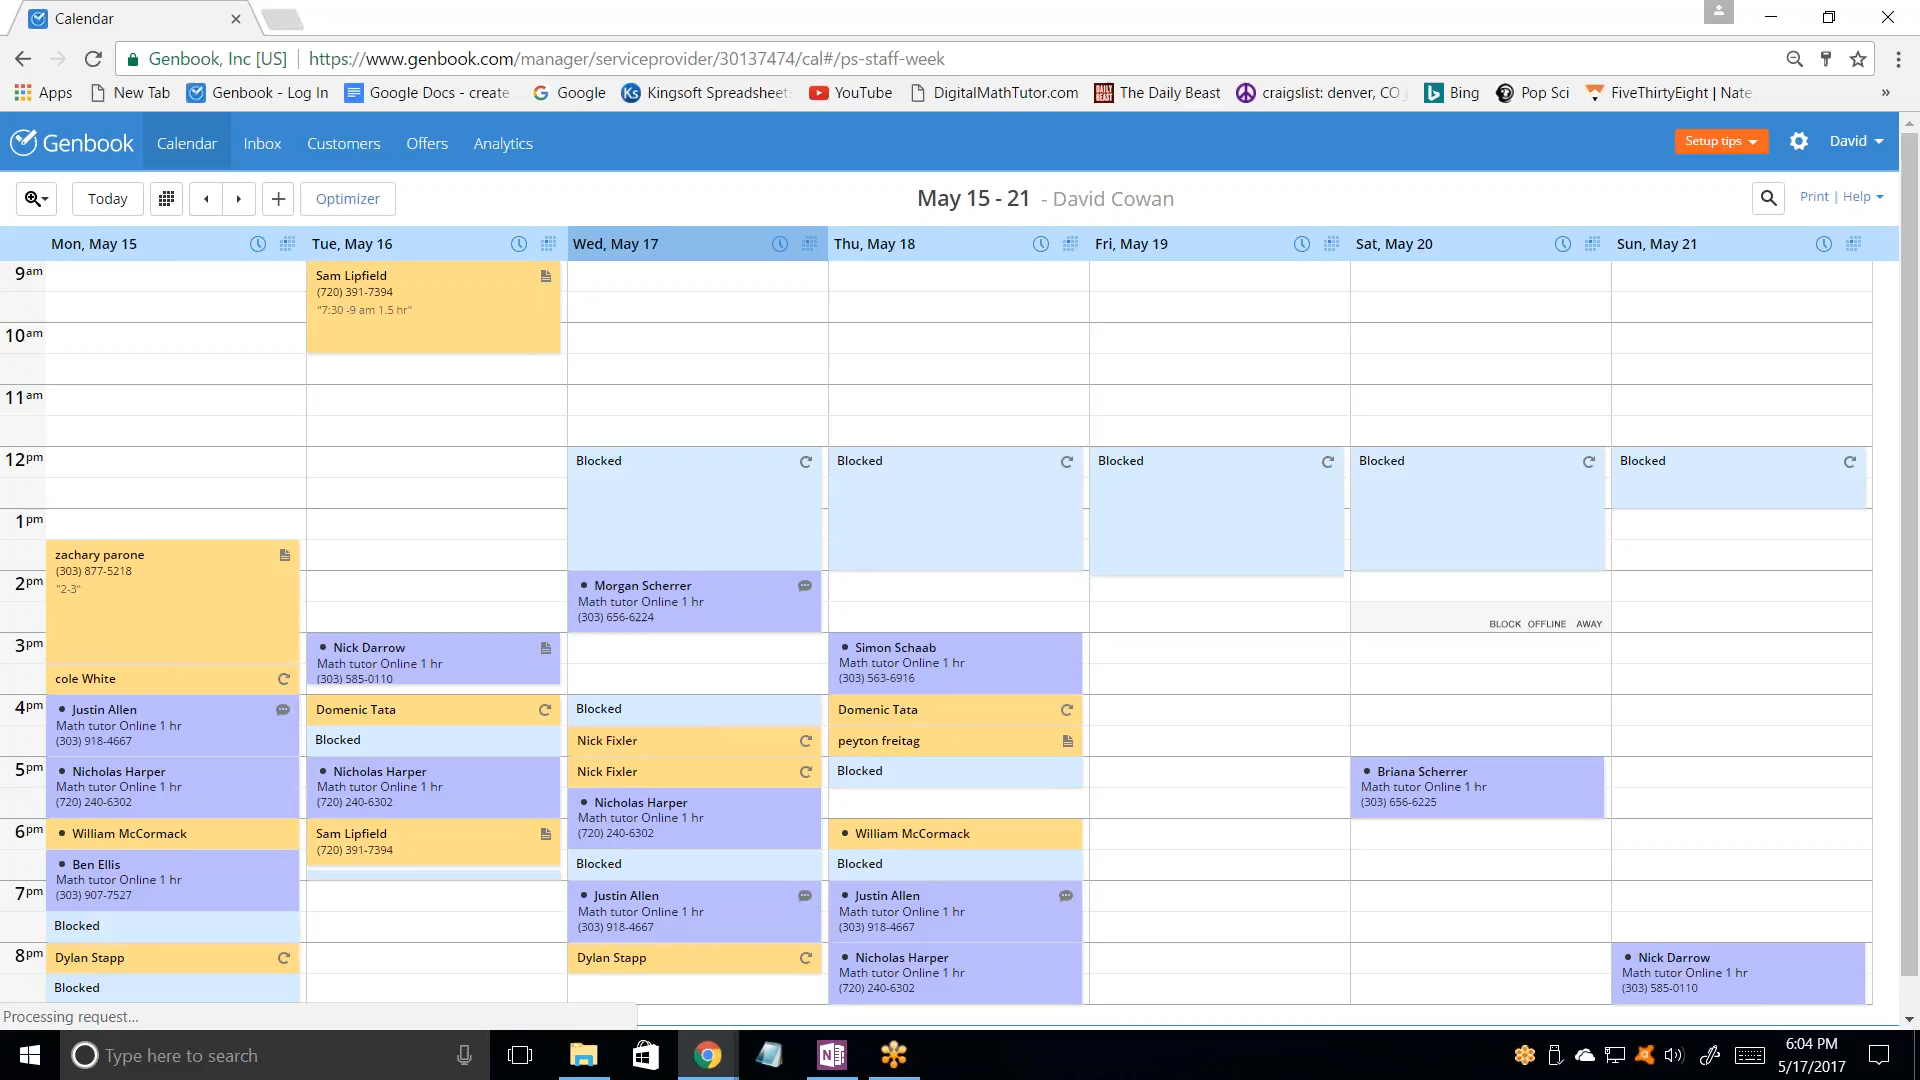 Calendar
Genbook, Inc [US]
https://www.genbook.com/manager/serviceprovider/30137474/cal#/ps-staff-week
Apps
New Tab
Genbook - Log In
Google Docs - create
Google
Kingsoft Spreadsheet
YouTube
DigitalMathTutor.com
The Daily Beast
craigslist: denver, CO
Bing
Pop Sci
FiveThirtyEight | Nate
Genbook
Calendar
Inbox
Customers
Offers
Analytics
Setup tips
David
Today
Optimizer
May 15 - 21 - David Cowan
Print | Help
Mon, May 15
Tue, May 16
Wed, May 17
Thu, May 18
Fri, May 19
Sat, May 20
Sun, May 21
9am
10am
11am
12pm
1pm
2pm
3pm
4pm
5pm
6pm
7pm
8pm
zachary parone
(303) 877-5218
"2-3"
cole White
Justin Allen
Math tutor Online 1 hr
(303) 918-4667
Nicholas Harper
Math tutor Online 1 hr
(720) 240-6302
William McCormack
Ben Ellis
Math tutor Online 1 hr
(303) 907-7527
Blocked
Dylan Stapp
Blocked
Sam Lipfield
(720) 391-7394
"7:30 -9 am 1.5 hr"
Nick Darrow
Math tutor Online 1 hr
(303) 585-0110
Domenic Tata
Blocked
Nicholas Harper
Math tutor Online 1 hr
(720) 240-6302
Sam Lipfield
(720) 391-7394
Blocked
Morgan Scherrer
Math tutor Online 1 hr
(303) 656-6224
Blocked
Nick Fixler
Nick Fixler
Nicholas Harper
Math tutor Online 1 hr
(720) 240-6302
Blocked
Justin Allen
Math tutor Online 1 hr
(303) 918-4667
Dylan Stapp
Blocked
Simon Schaab
Math tutor Online 1 hr
(303) 563-6916
Domenic Tata
peyton freitag
Blocked
William McCormack
Blocked
Justin Allen
Math tutor Online 1 hr
(303) 918-4667
Nicholas Harper
Math tutor Online 1 hr
(720) 240-6302
Blocked
Blocked
BLOCK OFFLINE AWAY
Briana Scherrer
Math tutor Online 1 hr
(303) 656-6225
Blocked
Nick Darrow
Math tutor Online 1 hr
(303) 585-0110
Processing request...
Type here to search
6:04 PM
5/17/2017